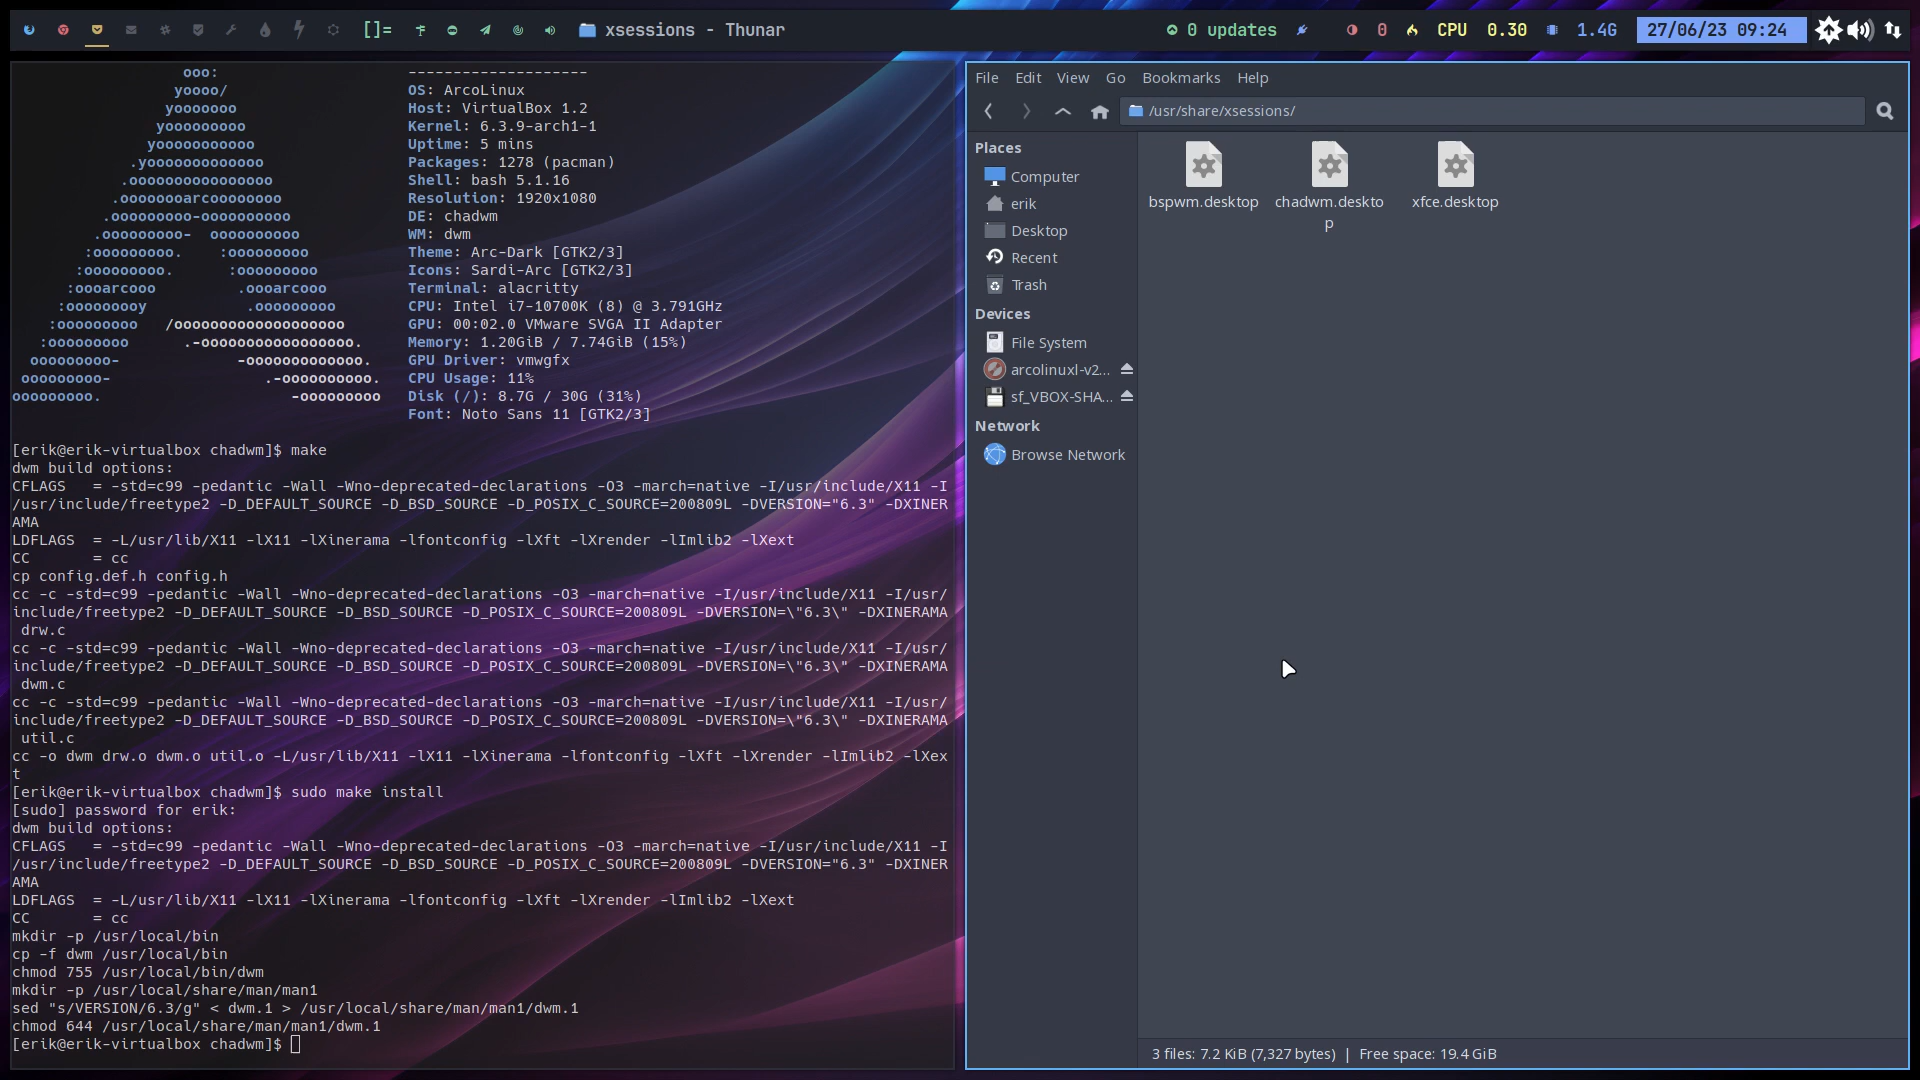 []=
xsessions - Thunar
0 updates
0
CPU 0.30
1.4G
27/06/23 09:24
ooo:
yoooo/
yooooooo
yooooooooo
yooooooooooo
.yooooooooooooo
.oooooooooooooooo
.oooooooarcoooooooo
.ooooooooo-oooooooooo
.ooooooooo-  oooooooooo
:ooooooooo.    :ooooooooo
:ooooooooo.      :ooooooooo
:oooarcooo         .oooarcooo
:ooooooooy           .ooooooooo
:ooooooooo   /ooooooooooooooooooo
:ooooooooo      .-ooooooooooooooooo.
ooooooooo-             -ooooooooooooo.
ooooooooo-                 .-oooooooooo.
ooooooooo.                     -ooooooooo
--------------------
OS: ArcoLinux
Host: VirtualBox 1.2
Kernel: 6.3.9-arch1-1
Uptime: 5 mins
Packages: 1278 (pacman)
Shell: bash 5.1.16
Resolution: 1920x1080
DE: chadwm
WM: dwm
Theme: Arc-Dark [GTK2/3]
Icons: Sardi-Arc [GTK2/3]
Terminal: alacritty
CPU: Intel i7-10700K (8) @ 3.791GHz
GPU: 00:02.0 VMware SVGA II Adapter
Memory: 1.20GiB / 7.74GiB (15%)
GPU Driver: vmwgfx
CPU Usage: 11%
Disk (/): 8.7G / 30G (31%)
Font: Noto Sans 11 [GTK2/3]
[erik@erik-virtualbox chadwm]$ make
dwm build options:
CFLAGS   = -std=c99 -pedantic -Wall -Wno-deprecated-declarations -O3 -march=native -I/usr/include/X11 -I
/usr/include/freetype2 -D_DEFAULT_SOURCE -D_BSD_SOURCE -D_POSIX_C_SOURCE=200809L -DVERSION="6.3" -DXINER
AMA
LDFLAGS  = -L/usr/lib/X11 -lX11 -lXinerama -lfontconfig -lXft -lXrender -lImlib2 -lXext
CC       = cc
cp config.def.h config.h
cc -c -std=c99 -pedantic -Wall -Wno-deprecated-declarations -O3 -march=native -I/usr/include/X11 -I/usr/
include/freetype2 -D_DEFAULT_SOURCE -D_BSD_SOURCE -D_POSIX_C_SOURCE=200809L -DVERSION=\"6.3\" -DXINERAMA
drw.c
cc -c -std=c99 -pedantic -Wall -Wno-deprecated-declarations -O3 -march=native -I/usr/include/X11 -I/usr/
include/freetype2 -D_DEFAULT_SOURCE -D_BSD_SOURCE -D_POSIX_C_SOURCE=200809L -DVERSION=\"6.3\" -DXINERAMA
dwm.c
cc -c -std=c99 -pedantic -Wall -Wno-deprecated-declarations -O3 -march=native -I/usr/include/X11 -I/usr/
include/freetype2 -D_DEFAULT_SOURCE -D_BSD_SOURCE -D_POSIX_C_SOURCE=200809L -DVERSION=\"6.3\" -DXINERAMA
util.c
cc -o dwm drw.o dwm.o util.o -L/usr/lib/X11 -lX11 -lXinerama -lfontconfig -lXft -lXrender -lImlib2 -lXex
t
[erik@erik-virtualbox chadwm]$ sudo make install
[sudo] password for erik:
dwm build options:
CFLAGS   = -std=c99 -pedantic -Wall -Wno-deprecated-declarations -O3 -march=native -I/usr/include/X11 -I
/usr/include/freetype2 -D_DEFAULT_SOURCE -D_BSD_SOURCE -D_POSIX_C_SOURCE=200809L -DVERSION="6.3" -DXINER
AMA
LDFLAGS  = -L/usr/lib/X11 -lX11 -lXinerama -lfontconfig -lXft -lXrender -lImlib2 -lXext
CC       = cc
mkdir -p /usr/local/bin
cp -f dwm /usr/local/bin
chmod 755 /usr/local/bin/dwm
mkdir -p /usr/local/share/man/man1
sed "s/VERSION/6.3/g" < dwm.1 > /usr/local/share/man/man1/dwm.1
chmod 644 /usr/local/share/man/man1/dwm.1
[erik@erik-virtualbox chadwm]$
File Edit View Go Bookmarks Help
/usr/share/xsessions/
Places
Computer
erik
Desktop
Recent
Trash
Devices
File System
arcolinuxl-v2...
sf_VBOX-SHA...
Network
Browse Network
bspwm.desktop
chadwm.deskto
p
xfce.desktop
3 files: 7.2 KiB (7,327 bytes) | Free space: 19.4 GiB